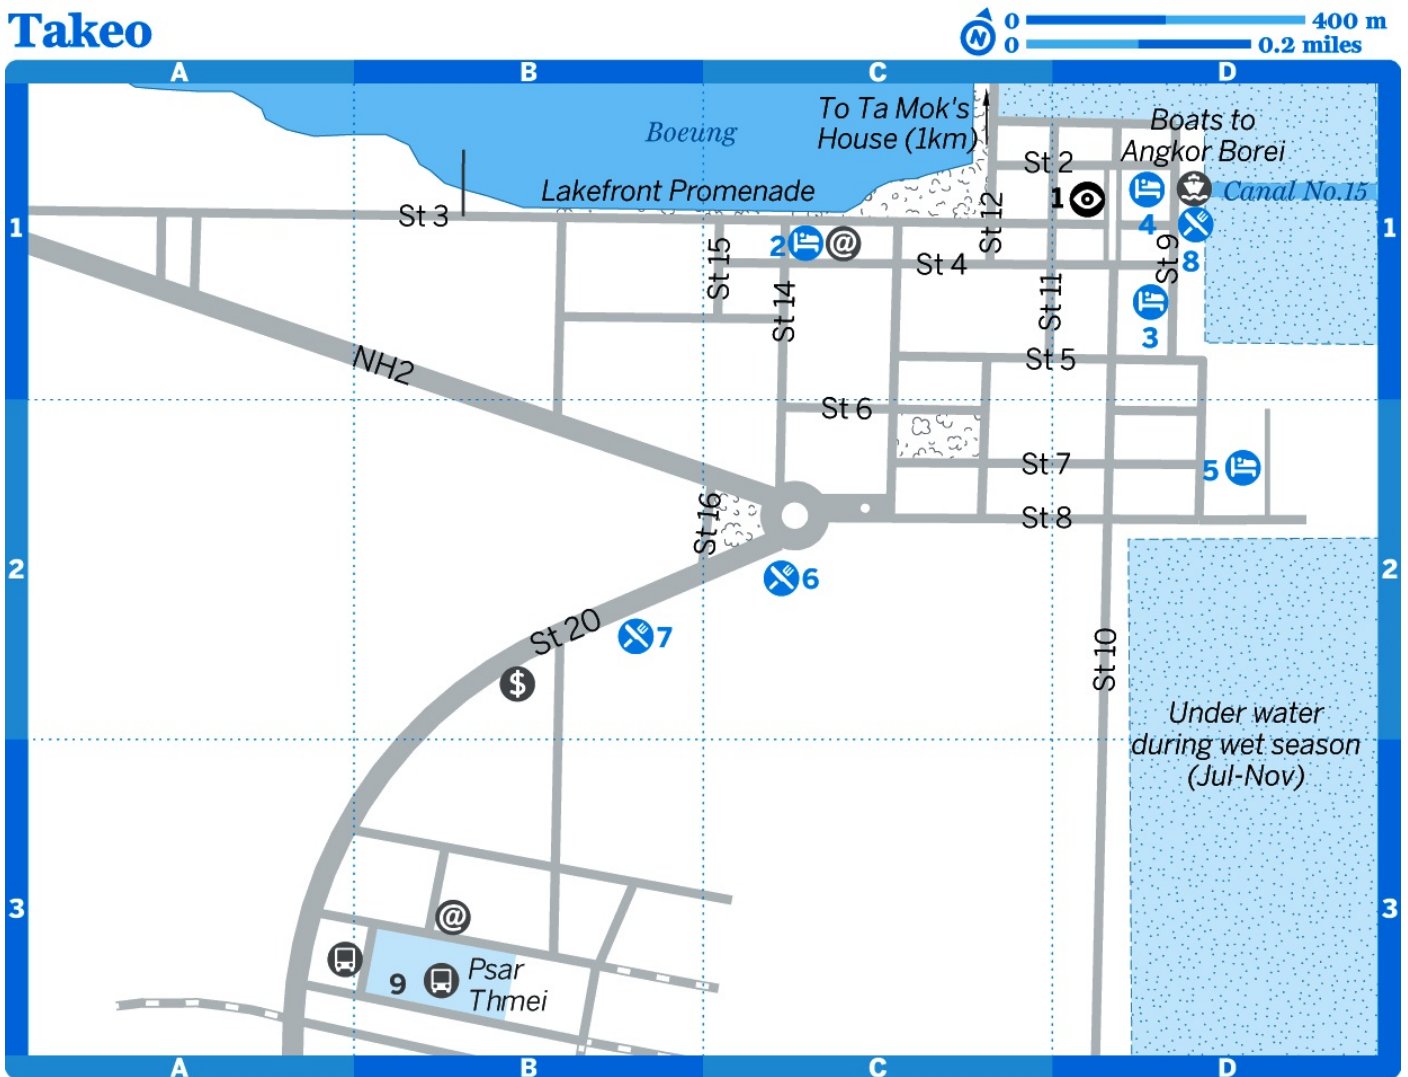 Takeo
N
0 400 m
0 0.2 miles
A B C D
To Ta Mok's
House (1km)
Boats to
Angkor Borei
Boeung
St 2
Lakefront Promenade
1
4
Canal No.15
St 3
St 12
1 1
2
@
St 15
St 4
St 9
8
St 14
St 11
3
NH2
St 5
St 6
St 7
5
St 16
St 8
2 2
6
St 20
7
St 10
$
Under water
during wet season
(Jul-Nov)
3 3
@
9
Psar
Thmei
A B C D